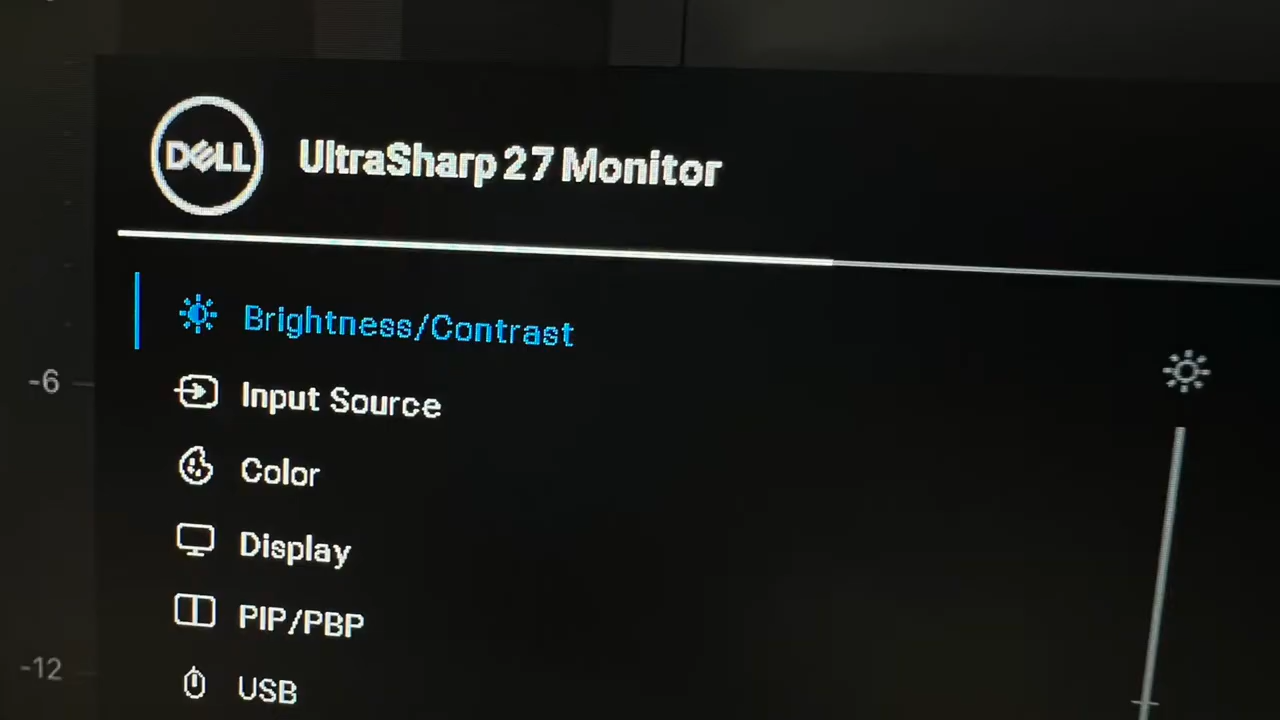 DELL
UltraSharp 27 Monitor
Brightness/Contrast
Input Source
Color
Display
PIP/PBP
USB
-6
-12